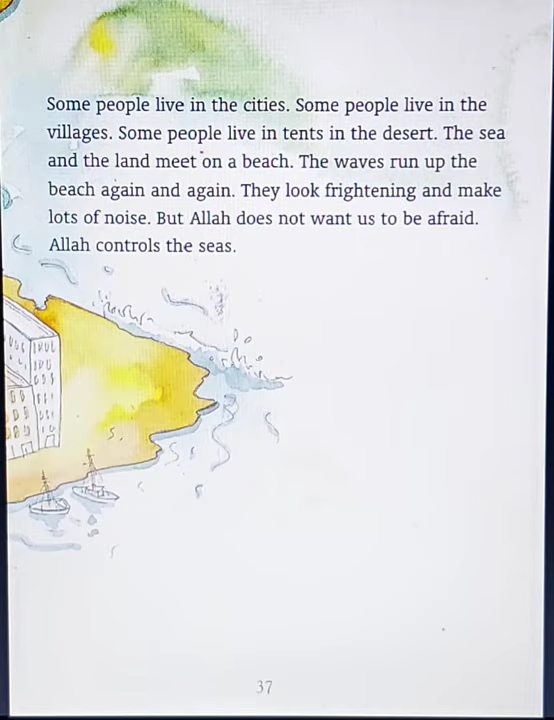 Some people live in the cities. Some people live in the
villages. Some people live in tents in the desert. The sea
and the land meet on a beach. The waves run up the
beach again and again. They look frightening and make
lots of noise. But Allah does not want us to be afraid.
Allah controls the seas.
37